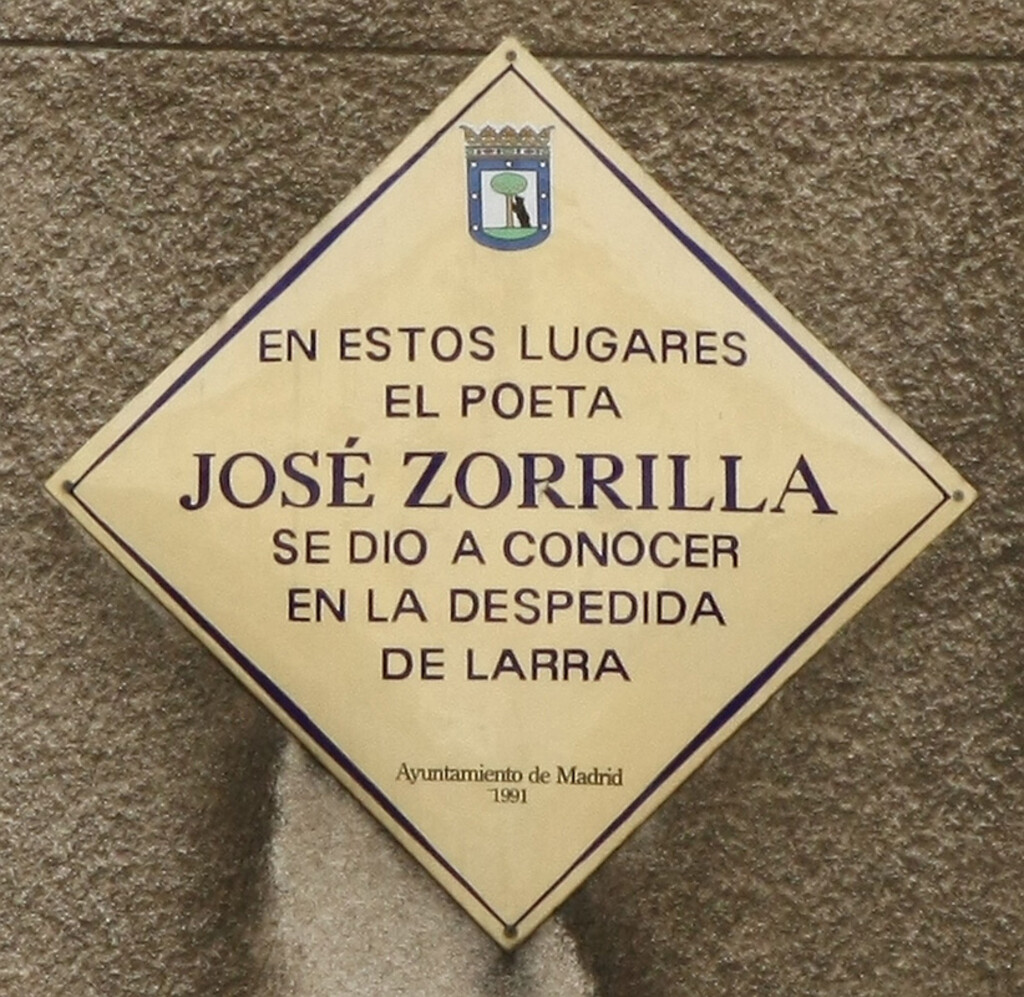 EN ESTOS LUGARES
EL POETA
JOSÉ ZORRILLA
SE DIO A CONOCER
EN LA DESPEDIDA
DE LARRA
Ayuntamiento de Madrid
1991